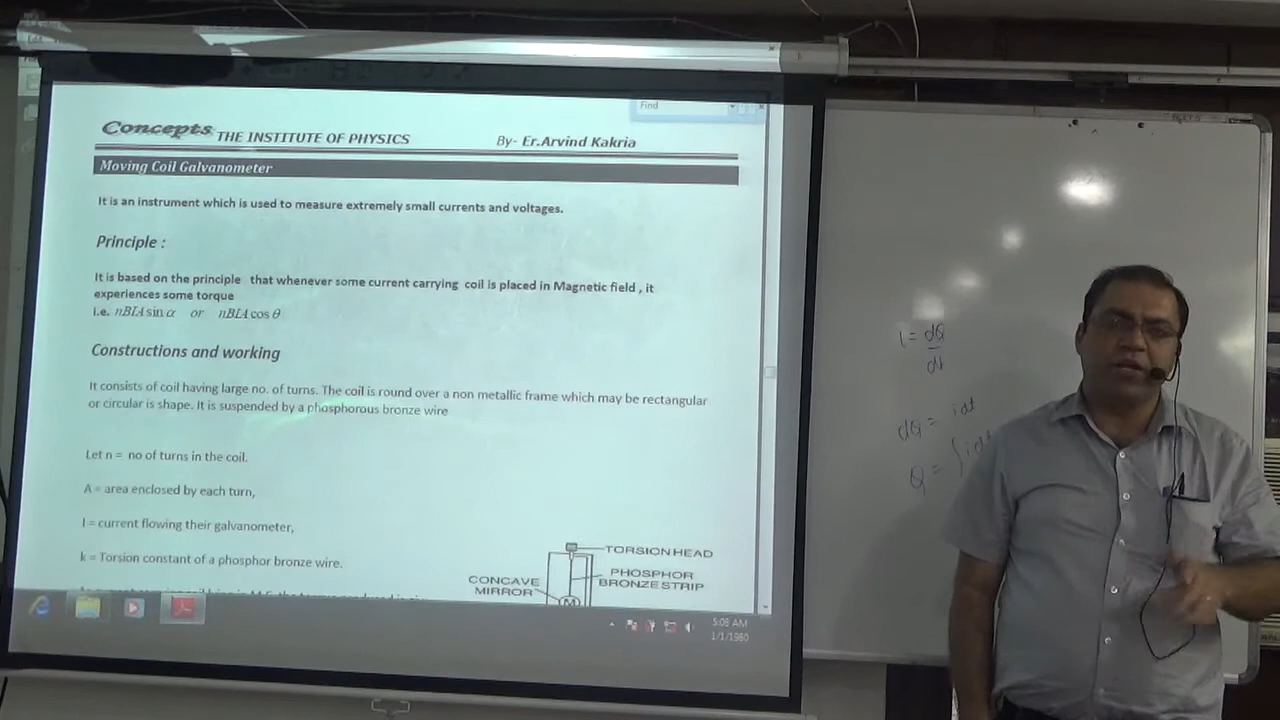 Find
Concepts THE INSTITUTE OF PHYSICS By- Er.Arvind Kakria
Moving Coil Galvanometer
It is an instrument which is used to measure extremely small currents and voltages.
Principle :
It is based on the principle that whenever some current carrying coil is placed in Magnetic field , it
experiences some torque
i.e. nBIA sin α or nBIA cos θ
Constructions and working
It consists of coil having large no. of turns. The coil is round over a non metallic frame which may be rectangular
or circular is shape. It is suspended by a phosphorous bronze wire
Let n = no of turns in the coil.
A = area enclosed by each turn,
I = current flowing their galvanometer,
k = Torsion constant of a phosphor bronze wire.
TORSION HEAD
PHOSPHOR
BRONZE STRIP
CONCAVE
MIRROR
M
5:08 AM
1/1/1980
I = dQ
dt
dQ = idt
Q = ∫idt